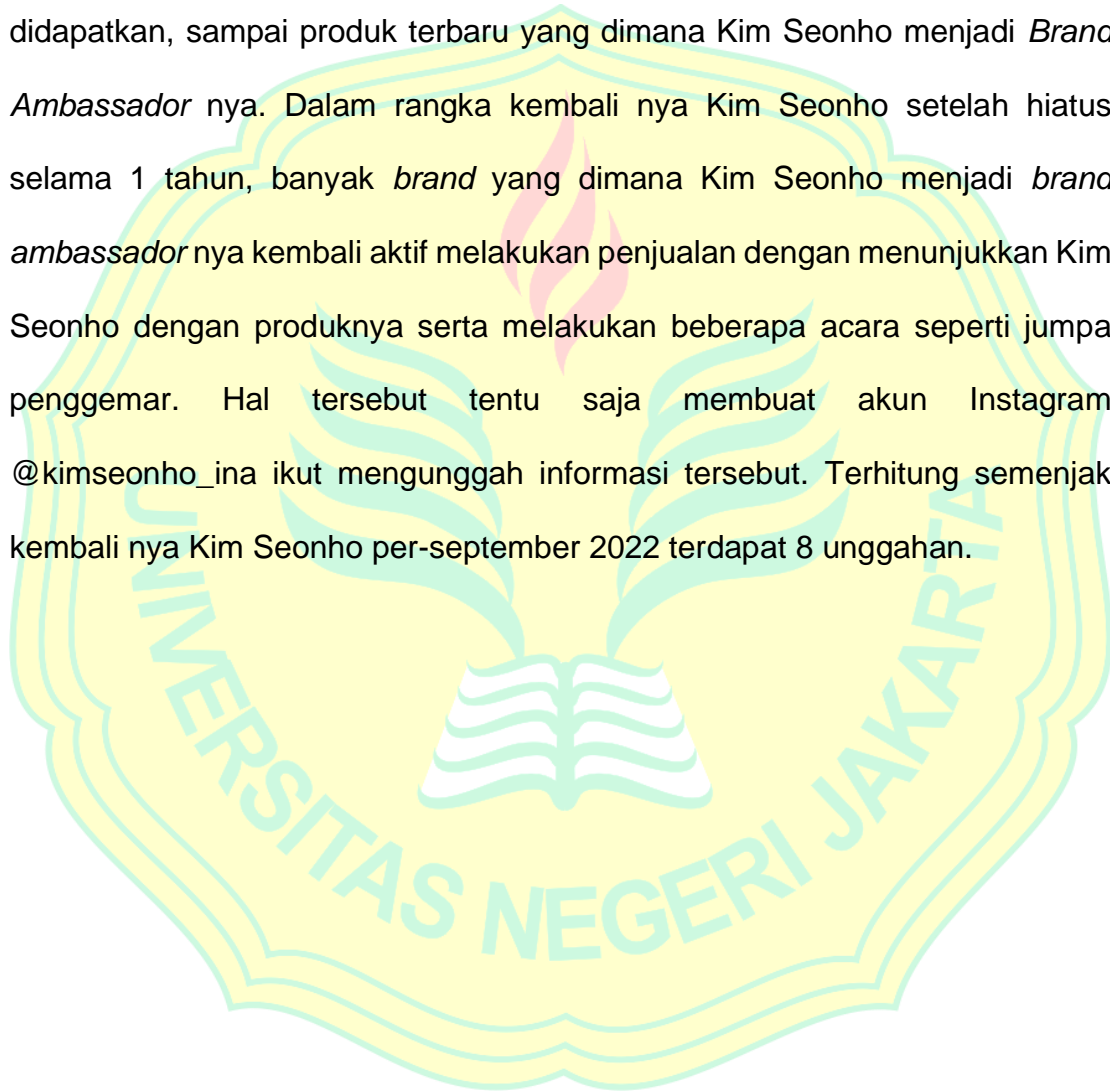 didapatkan, sampai produk terbaru yang dimana Kim Seonho menjadi Brand
Ambassador nya. Dalam rangka kembali nya Kim Seonho setelah hiatus
selama 1 tahun, banyak brand yang dimana Kim Seonho menjadi brand
ambassador nya kembali aktif melakukan penjualan dengan menunjukkan Kim
Seonho dengan produknya serta melakukan beberapa acara seperti jumpa
penggemar. Hal tersebut tentu saja membuat akun Instagram
@kimseonho_ina ikut mengunggah informasi tersebut. Terhitung semenjak
kembali nya Kim Seonho per-september 2022 terdapat 8 unggahan.
UNIVERSITAS NEGERI JAKARTA